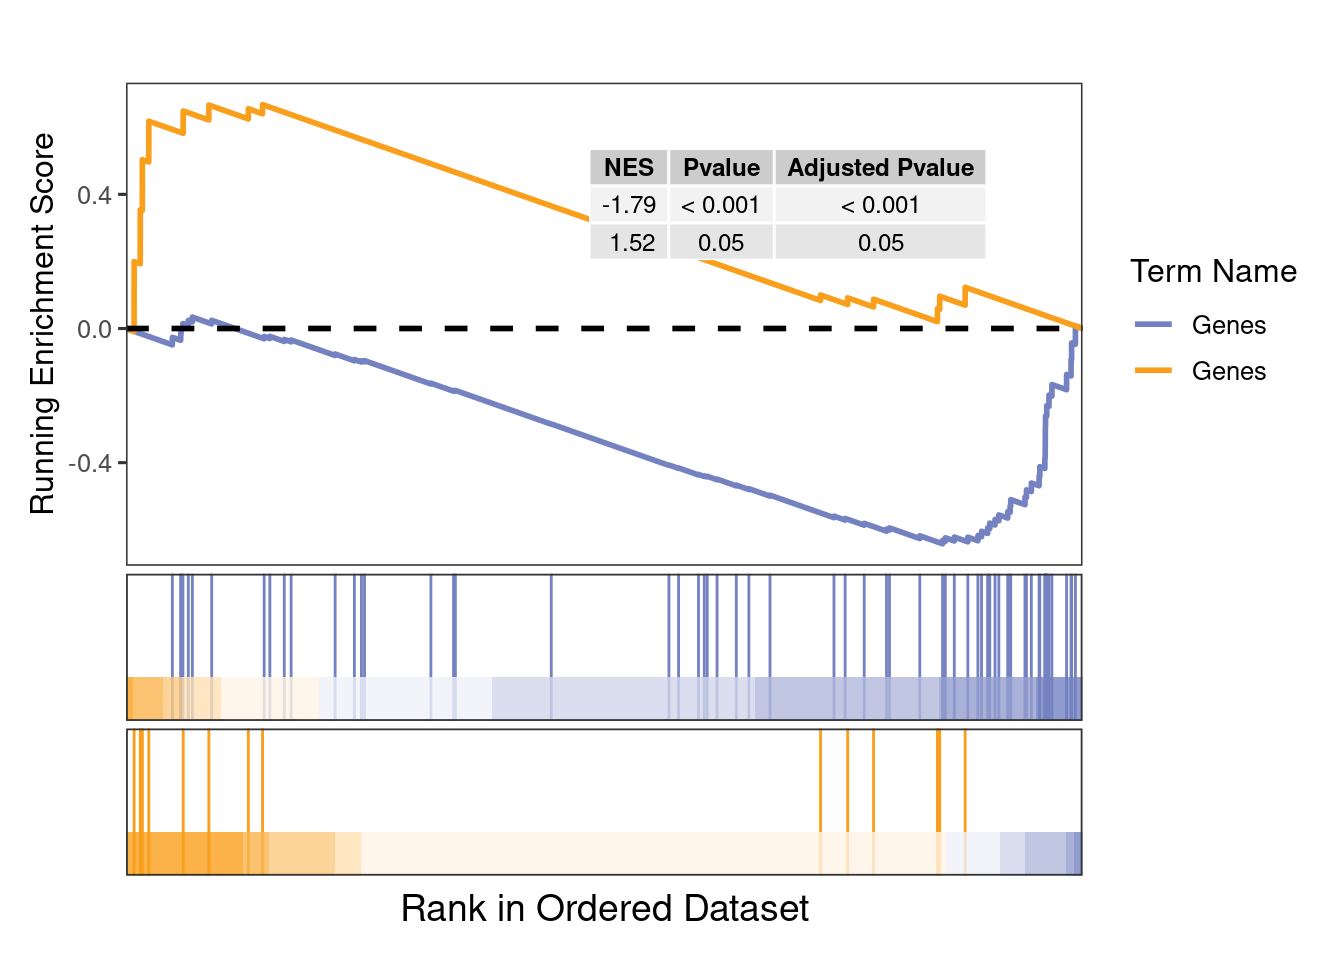 Running Enrichment Score
0.4
0.0
-0.4
NES Pvalue Adjusted Pvalue
-1.79 < 0.001 < 0.001
1.52 0.05 0.05
Term Name
Genes
Genes
Rank in Ordered Dataset